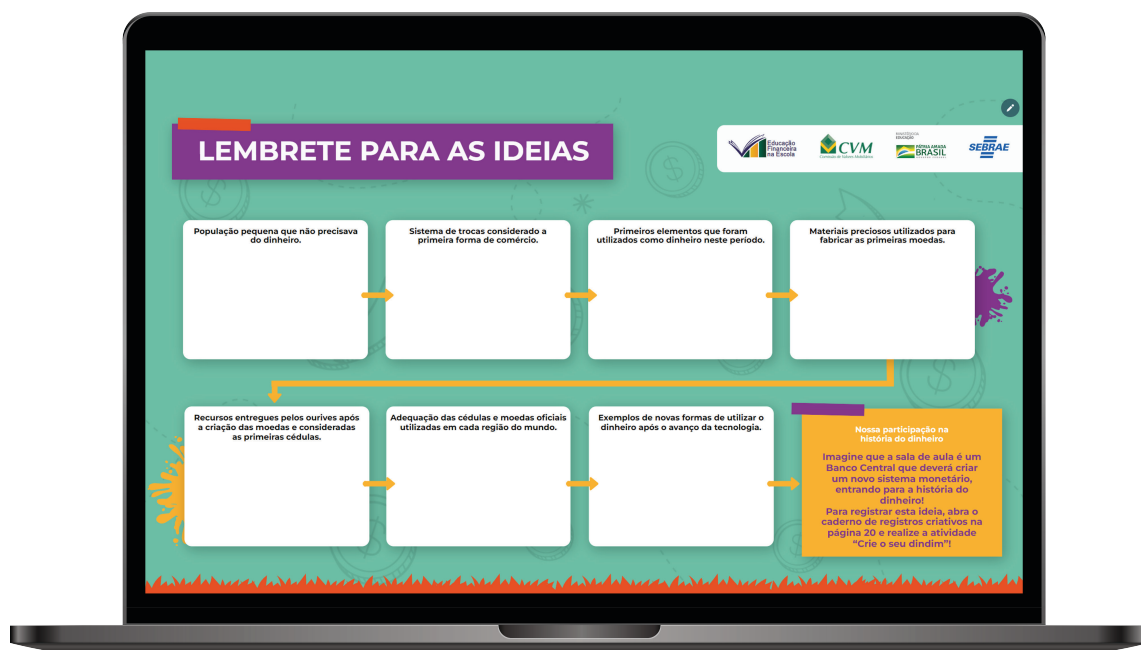 LEMBRETE PARA AS IDEIAS
Educação
Financeira
na Escola
CVM
Comissão de Valores Mobiliários
MINISTÉRIO DA
EDUCAÇÃO
PÁTRIA AMADA
BRASIL
SEBRAE
População pequena que não precisava
do dinheiro.
Sistema de trocas considerado a
primeira forma de comércio.
Primeiros elementos que foram
utilizados como dinheiro neste período.
Materiais preciosos utilizados para
fabricar as primeiras moedas.
Recursos entregues pelos ourives após
a criação das moedas e consideradas
as primeiras cédulas.
Adequação das cédulas e moedas oficiais
utilizadas em cada região do mundo.
Exemplos de novas formas de utilizar o
dinheiro após o avanço da tecnologia.
Nossa participação na
história do dinheiro
Imagine que a sala de aula é um
Banco Central que deverá criar
um novo sistema monetário,
entrando para a história do
dinheiro!
Para registrar esta ideia, abra o
caderno de registros criativos na
página 20 e realize a atividade
“Crie o seu dindim”!